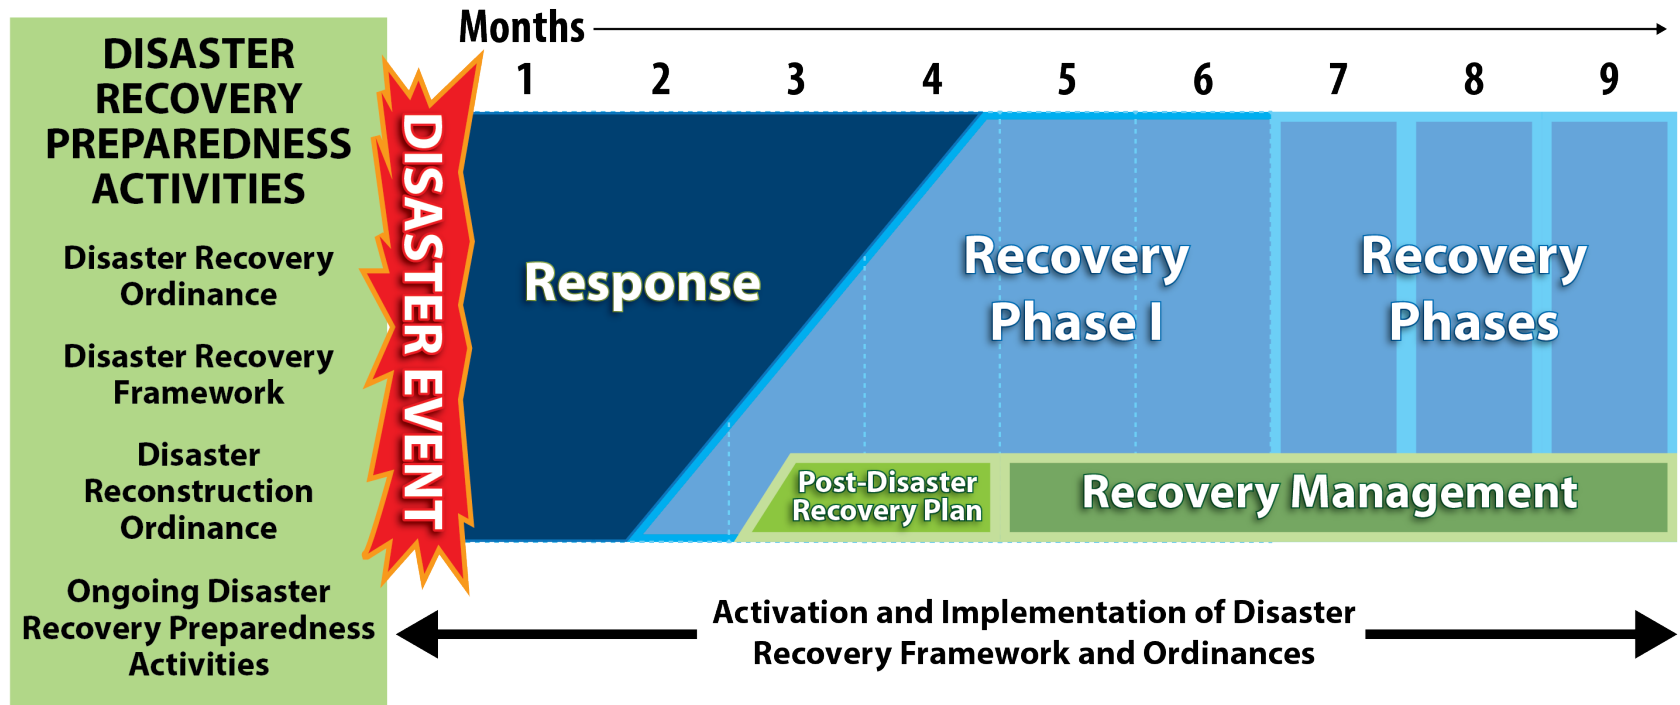 DISASTER
RECOVERY
PREPAREDNESS
ACTIVITIES
Disaster Recovery
Ordinance
Disaster Recovery
Framework
Disaster
Reconstruction
Ordinance
Ongoing Disaster
Recovery Preparedness
Activities
DISASTER EVENT
Months
1 2 3 4 5 6 7 8 9
Response
Recovery
Phase I
Recovery
Phases
Post-Disaster
Recovery Plan
Recovery Management
Activation and Implementation of Disaster
Recovery Framework and Ordinances